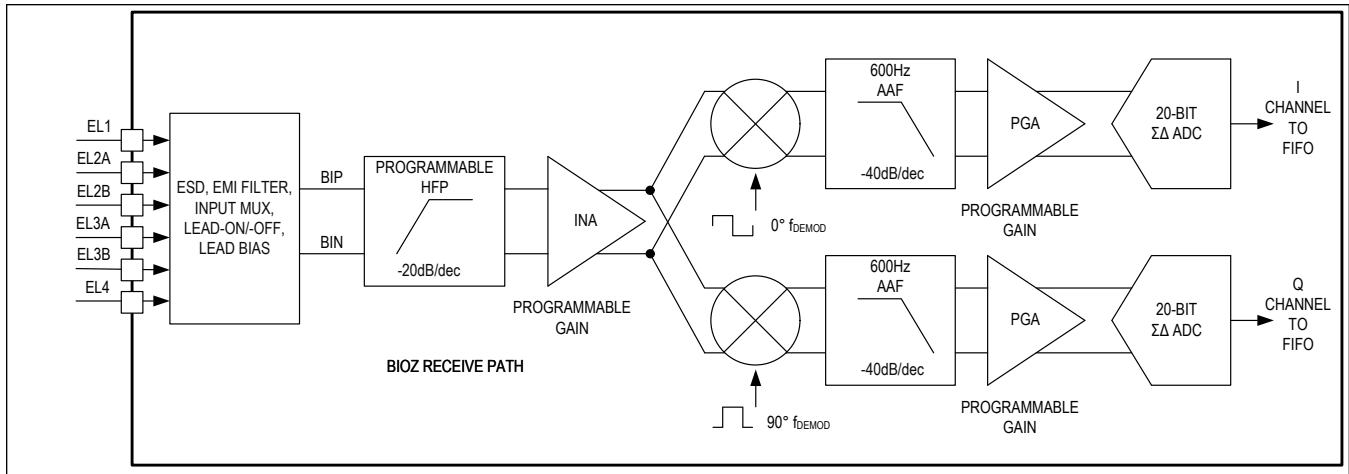 EL1
EL2A
EL2B
EL3A
EL3B
EL4
ESD, EMI FILTER,
INPUT MUX,
LEAD-ON/-OFF,
LEAD BIAS
BIP
BIN
PROGRAMMABLE
HFP
-20dB/dec
INA
PROGRAMMABLE
GAIN
BIOZ RECEIVE PATH
0° fDEMOD
600Hz
AAF
-40dB/dec
PGA
PROGRAMMABLE
GAIN
20-BIT
ΣΔ ADC
I
CHANNEL
TO
FIFO
90° fDEMOD
600Hz
AAF
-40dB/dec
PGA
PROGRAMMABLE
GAIN
20-BIT
ΣΔ ADC
Q
CHANNEL
TO
FIFO